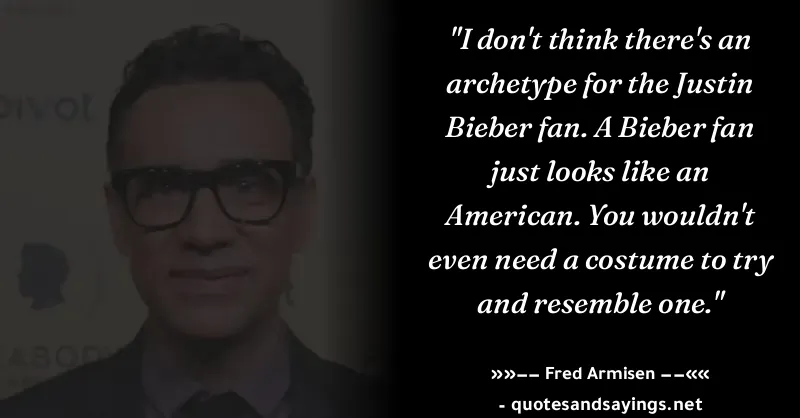 "I don't think there's an
archetype for the Justin
Bieber fan. A Bieber fan
just looks like an
American. You wouldn't
even need a costume to try
and resemble one."
»»–– Fred Armisen ––««
- quotesandsayings.net
pivot